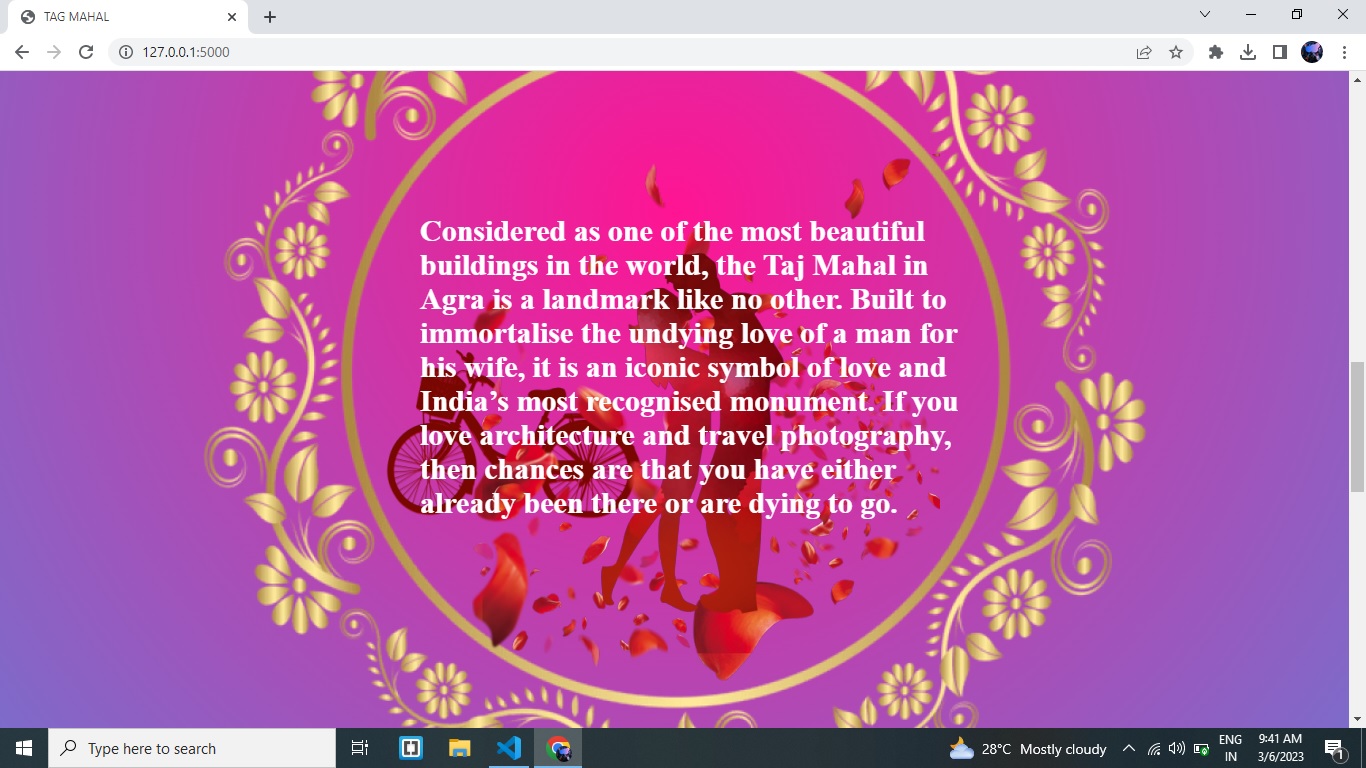 TAG MAHAL
127.0.0.1:5000
Considered as one of the most beautiful
buildings in the world, the Taj Mahal in
Agra is a landmark like no other. Built to
immortalise the undying love of a man for
his wife, it is an iconic symbol of love and
India’s most recognised monument. If you
love architecture and travel photography,
then chances are that you have either
already been there or are dying to go.
Type here to search
28°C Mostly cloudy
ENG
IN
9:41 AM
3/6/2023
1